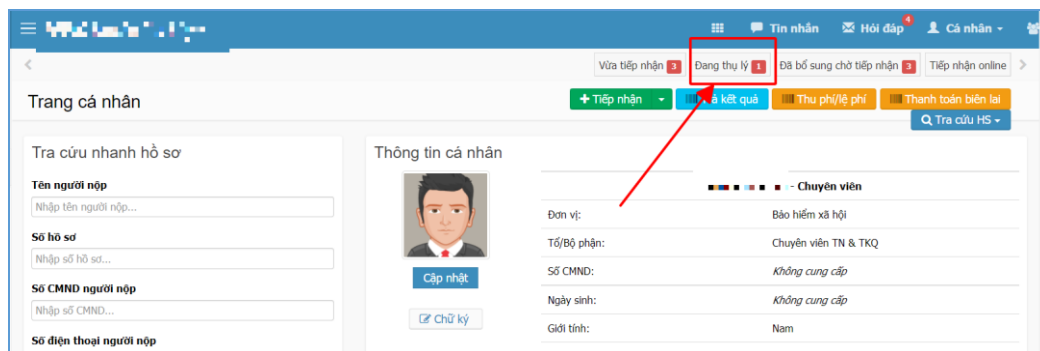 Tin nhắn Hỏi đáp 4 Cá nhân
Vừa tiếp nhận 3 Đang thụ lý 1 Đã bổ sung chờ tiếp nhận 3 Tiếp nhận online
Trang cá nhân
Tiếp nhận kết quả Thu phí/lệ phí Thanh toán biên lai
Tra cứu HS
Tra cứu nhanh hồ sơ
Tên người nộp
Nhập tên người nộp...
Số hồ sơ
Nhập số hồ sơ...
Số CMND người nộp
Nhập số CMND...
Số điện thoại người nộp
Thông tin cá nhân
Cập nhật
Chữ ký
- Chuyên viên
Đơn vị: Bảo hiểm xã hội
Tổ/Bộ phận: Chuyên viên TN & TKQ
Số CMND: Không cung cấp
Ngày sinh: Không cung cấp
Giới tính: Nam